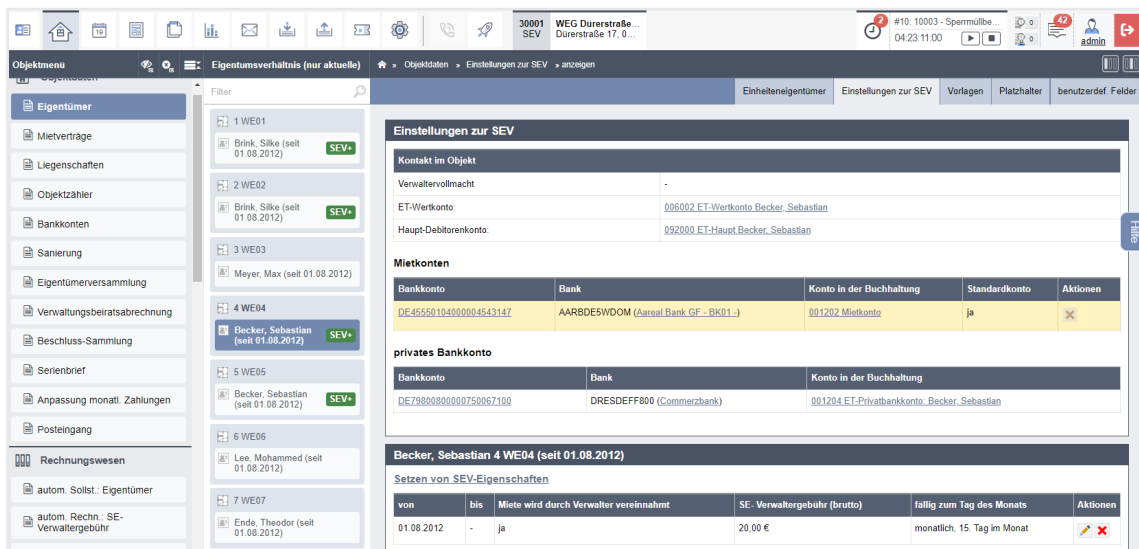 19
30001
SEV
WEG Dürerstraße...
Dürerstraße 17, 0...
2
#10: 10003 - Sperrmüllbe...
04:23:11:00
0
0
42
admin
Objektmenü
Eigentumsverhältnis (nur aktuelle)
» Objektdaten » Einstellungen zur SEV » anzeigen
Objektdaten
Eigentümer
Mietverträge
Liegenschaften
Objektzähler
Bankkonten
Sanierung
Eigentümerversammlung
Verwaltungsbeiratsabrechnung
Beschluss-Sammlung
Serienbrief
Anpassung monatl. Zahlungen
Posteingang
Rechnungswesen
autom. Sollst.: Eigentümer
autom. Rechn.: SE-
Verwaltergebühr
Filter
1 WE01
Brink, Silke (seit
01.08.2012)
SEV+
2 WE02
Brink, Silke (seit
01.08.2012)
SEV+
3 WE03
Meyer, Max (seit 01.08.2012)
4 WE04
Becker, Sebastian
(seit 01.08.2012)
SEV+
5 WE05
Becker, Sebastian
(seit 01.08.2012)
SEV+
6 WE06
Lee, Mohammed (seit
01.08.2012)
7 WE07
Ende, Theodor (seit
01.08.2012)
Einheiteneigentümer
Einstellungen zur SEV
Vorlagen
Platzhalter
benutzerdef. Felder
Einstellungen zur SEV
Kontakt im Objekt
Verwaltervollmacht -
ET-Wertkonto: 006002 ET-Wertkonto Becker, Sebastian
Haupt-Debitorenkonto: 092000 ET-Haupt Becker, Sebastian
Mietkonten
Bankkonto Bank Konto in der Buchhaltung Standardkonto Aktionen
DE45550104000004543147 AARBDE5WDOM (Aareal Bank GF - BK01 -) 001202 Mietkonto ja
privates Bankkonto
Bankkonto Bank Konto in der Buchhaltung
DE79800800000750067100 DRESDEFF800 (Commerzbank) 001204 ET-Privatbankkonto: Becker, Sebastian
Becker, Sebastian 4 WE04 (seit 01.08.2012)
Setzen von SEV-Eigenschaften
von bis Miete wird durch Verwalter vereinnahmt SE- Verwaltergebühr (brutto) fällig zum Tag des Monats Aktionen
01.08.2012 - ja 20,00 € monatlich, 15. Tag im Monat
Hilfe